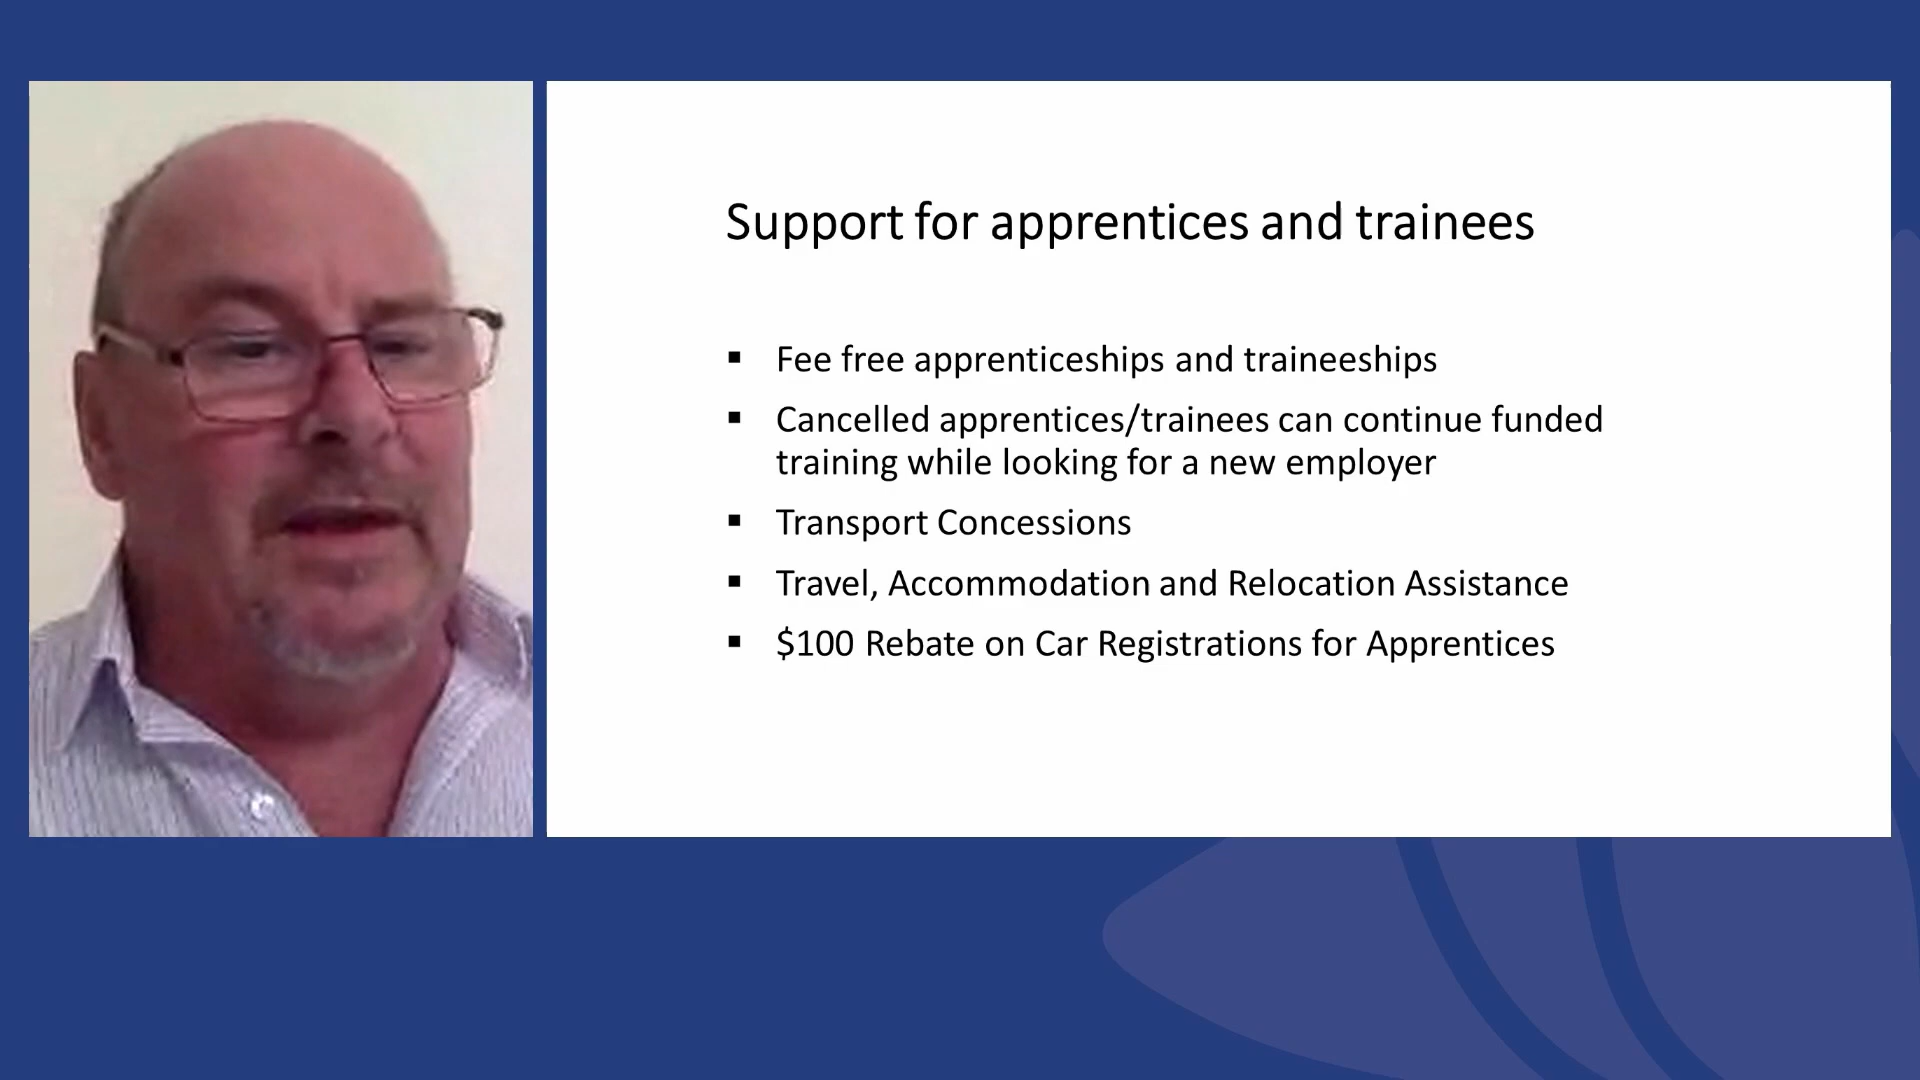 Support for apprentices and trainees
▪ Fee free apprenticeships and traineeships
▪ Cancelled apprentices/trainees can continue funded
training while looking for a new employer
▪ Transport Concessions
▪ Travel, Accommodation and Relocation Assistance
▪ $100 Rebate on Car Registrations for Apprentices